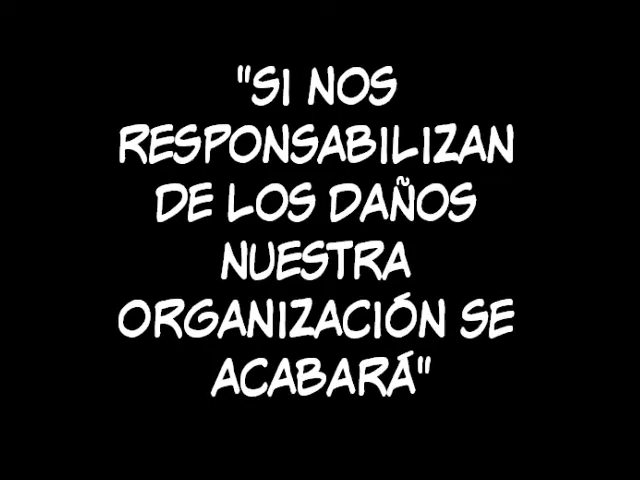 "SI NOS
RESPONSABILIZAN
DE LOS DAÑOS
NUESTRA
ORGANIZACIÓN SE
ACABARÁ"